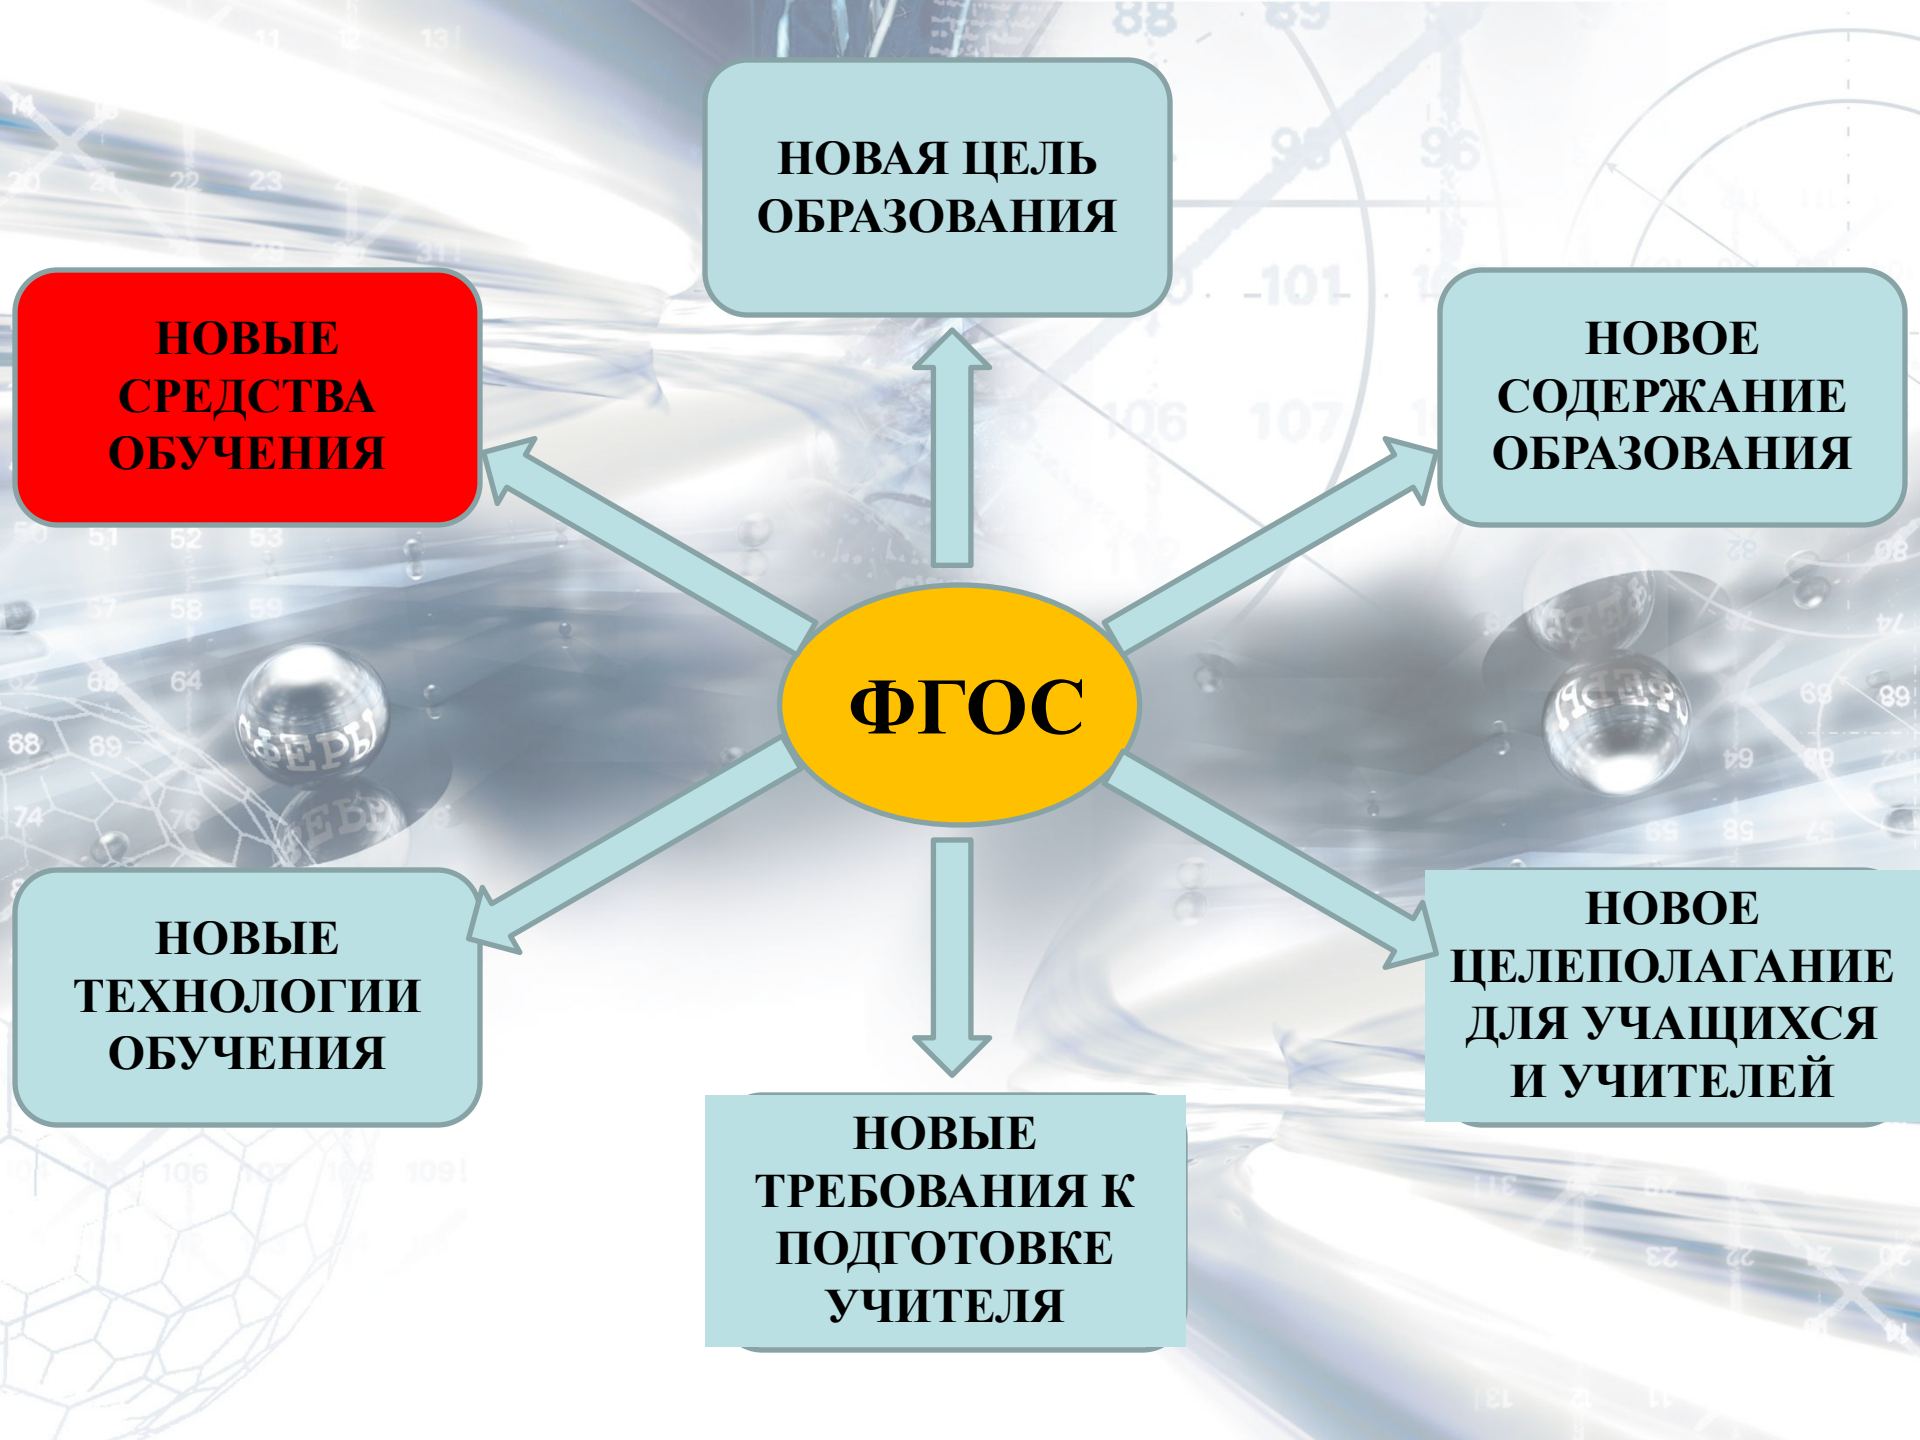 НОВАЯ ЦЕЛЬ
ОБРАЗОВАНИЯ
НОВЫЕ
СРЕДСТВА
ОБУЧЕНИЯ
НОВОЕ
СОДЕРЖАНИЕ
ОБРАЗОВАНИЯ
ФГОС
НОВЫЕ
ТЕХНОЛОГИИ
ОБУЧЕНИЯ
НОВОЕ
ЦЕЛЕПОЛАГАНИЕ
ДЛЯ УЧАЩИХСЯ
И УЧИТЕЛЕЙ
НОВЫЕ
ТРЕБОВАНИЯ К
ПОДГОТОВКЕ
УЧИТЕЛЯ